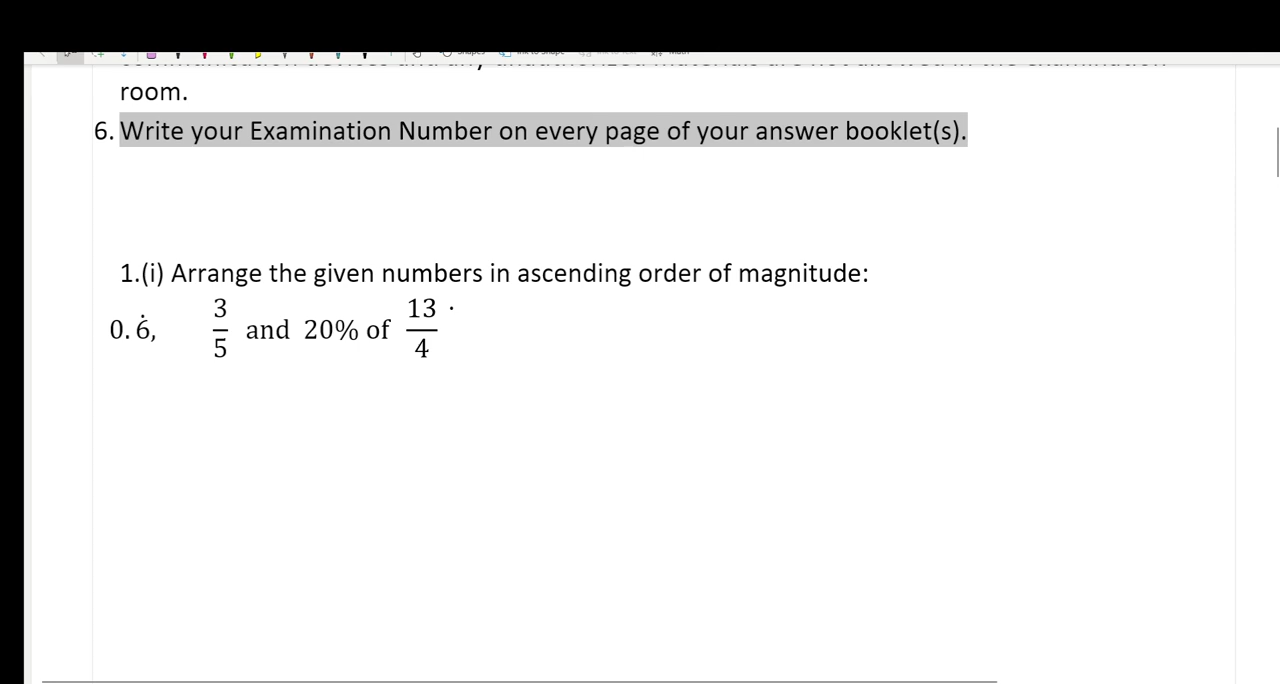 room.
6. Write your Examination Number on every page of your answer booklet(s).
1.(i) Arrange the given numbers in ascending order of magnitude:
0.6̇, 3/5 and 20% of 13/4 .